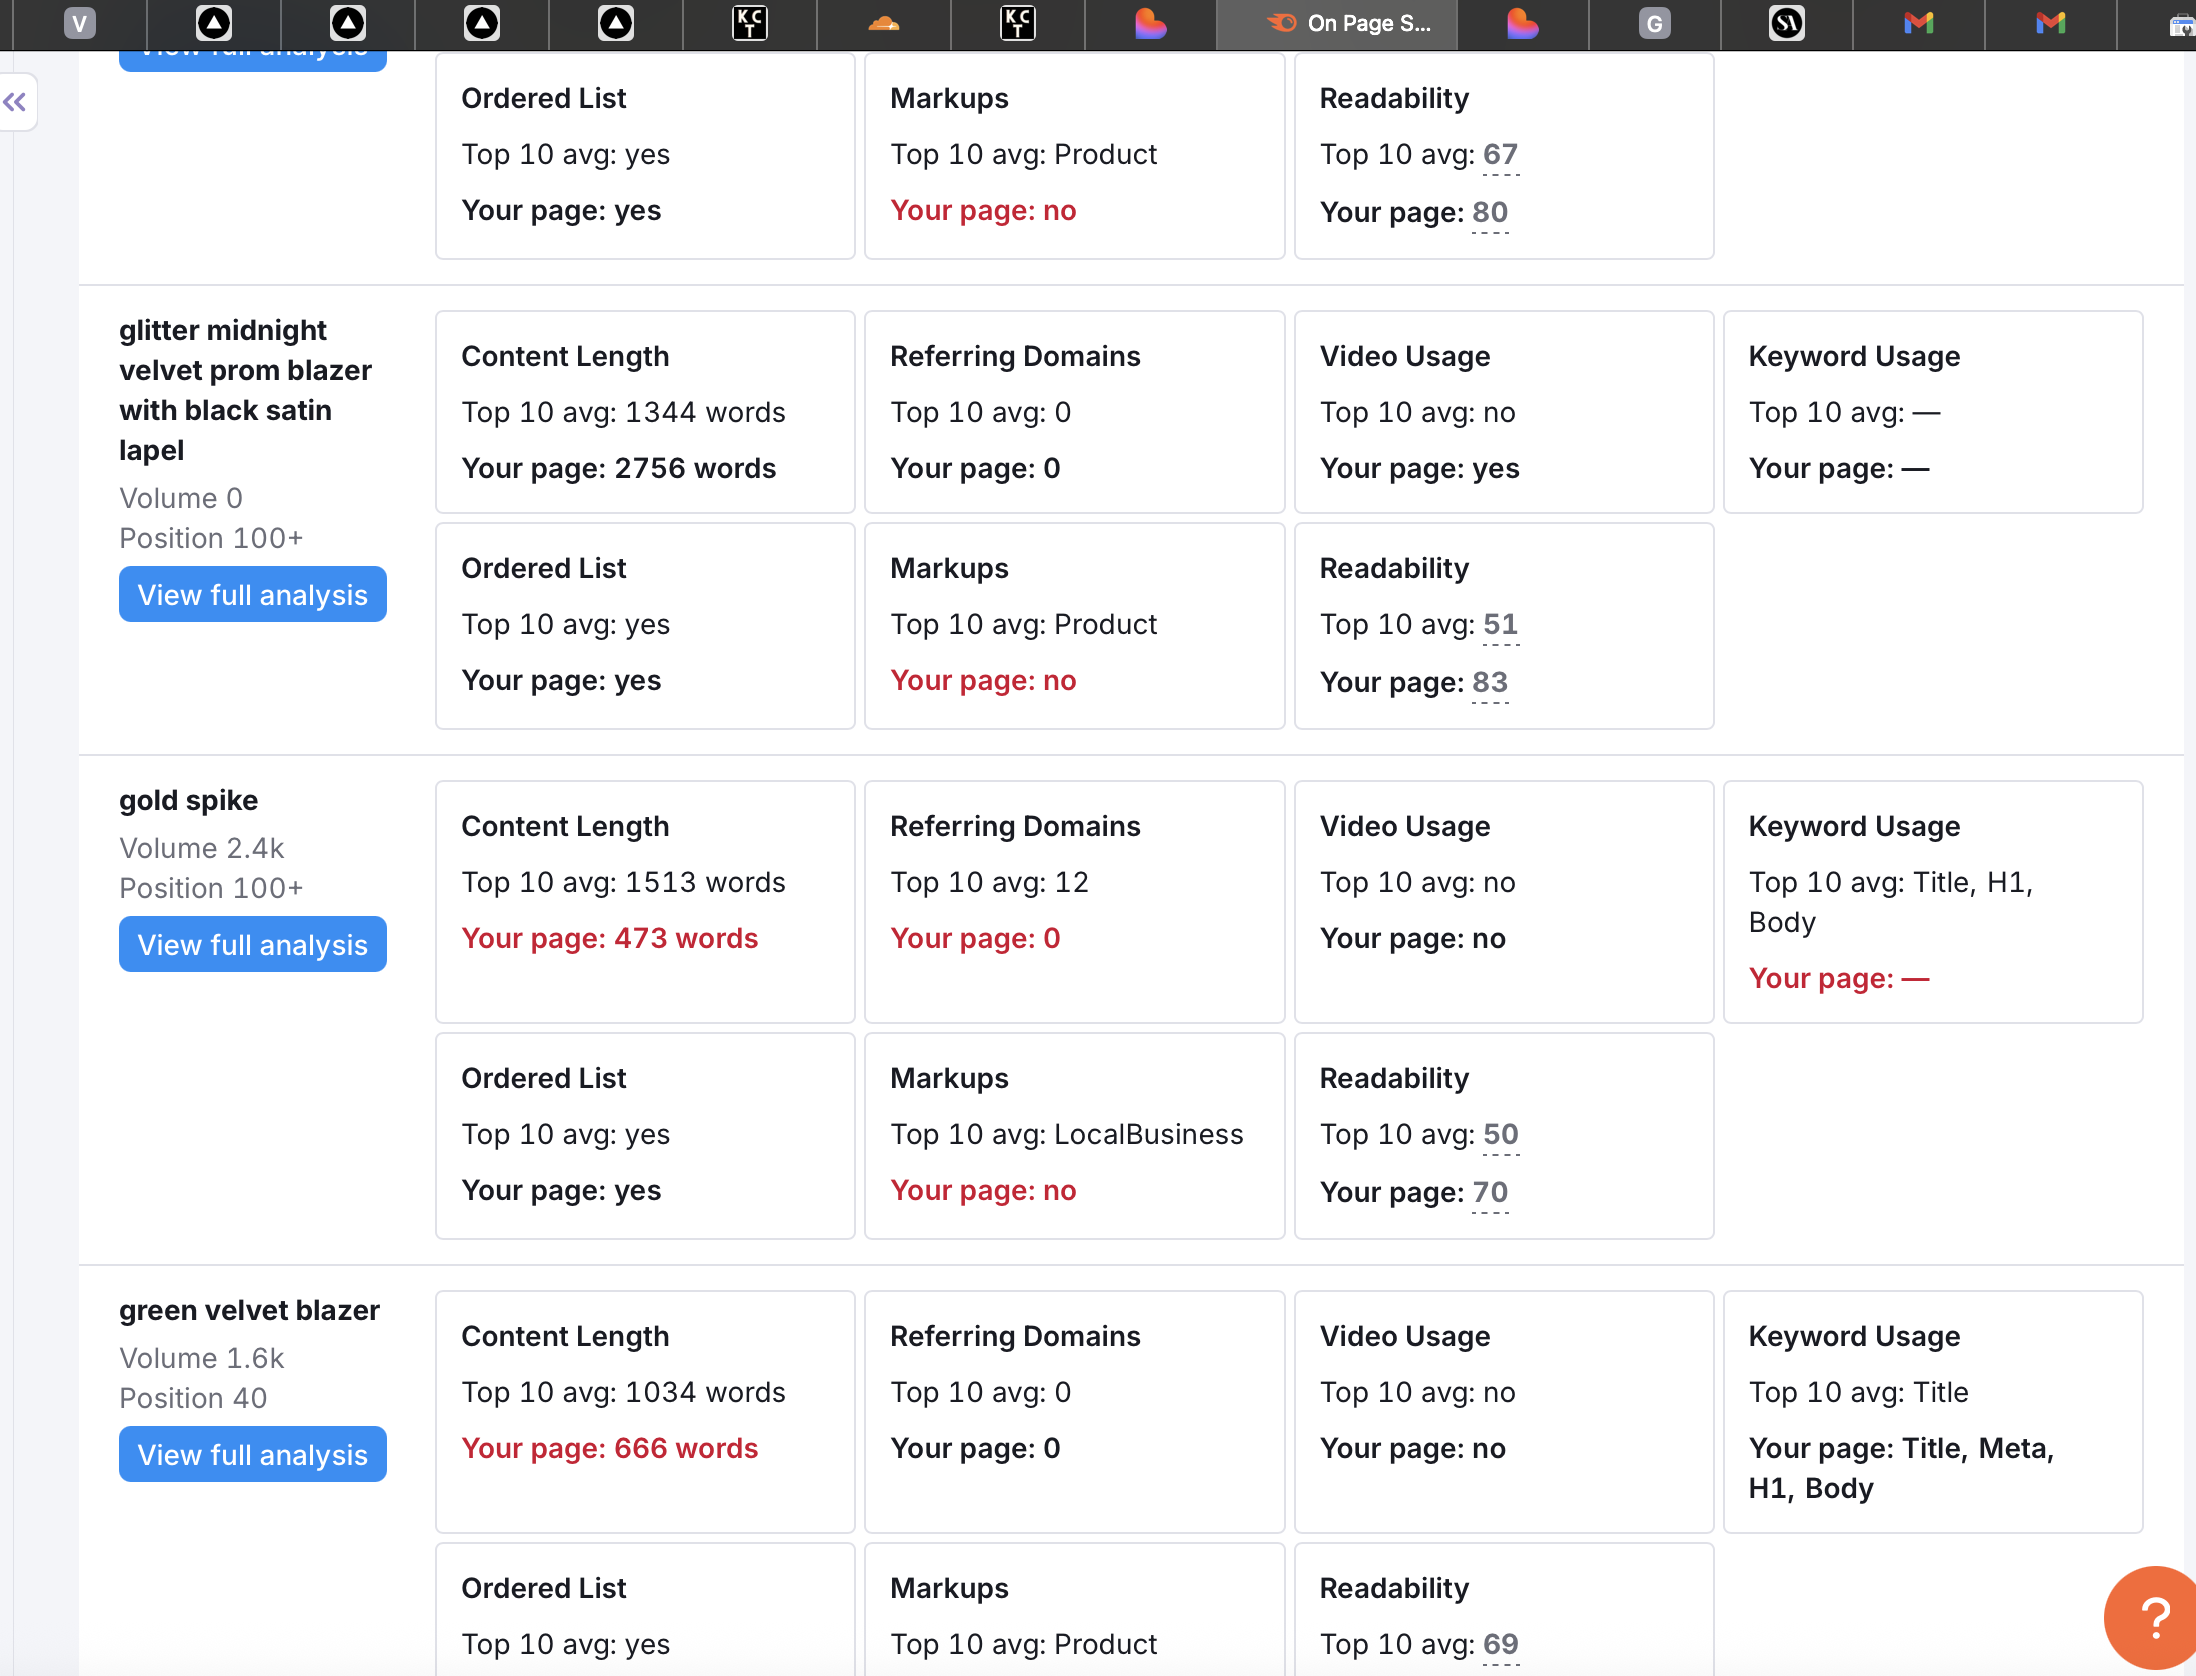 V
KC
T
KC
T
On Page S...
G
SA
View full analysis
Ordered List
Top 10 avg: yes
Your page: yes
Markups
Top 10 avg: Product
Your page: no
Readability
Top 10 avg: 67
Your page: 80
glitter midnight
velvet prom blazer
with black satin
lapel
Volume 0
Position 100+
View full analysis
Content Length
Top 10 avg: 1344 words
Your page: 2756 words
Referring Domains
Top 10 avg: 0
Your page: 0
Video Usage
Top 10 avg: no
Your page: yes
Keyword Usage
Top 10 avg: —
Your page: —
Ordered List
Top 10 avg: yes
Your page: yes
Markups
Top 10 avg: Product
Your page: no
Readability
Top 10 avg: 51
Your page: 83
gold spike
Volume 2.4k
Position 100+
View full analysis
Content Length
Top 10 avg: 1513 words
Your page: 473 words
Referring Domains
Top 10 avg: 12
Your page: 0
Video Usage
Top 10 avg: no
Your page: no
Keyword Usage
Top 10 avg: Title, H1,
Body
Your page: —
Ordered List
Top 10 avg: yes
Your page: yes
Markups
Top 10 avg: LocalBusiness
Your page: no
Readability
Top 10 avg: 50
Your page: 70
green velvet blazer
Volume 1.6k
Position 40
View full analysis
Content Length
Top 10 avg: 1034 words
Your page: 666 words
Referring Domains
Top 10 avg: 0
Your page: 0
Video Usage
Top 10 avg: no
Your page: no
Keyword Usage
Top 10 avg: Title
Your page: Title, Meta,
H1, Body
Ordered List
Top 10 avg: yes
Markups
Top 10 avg: Product
Readability
Top 10 avg: 69
?